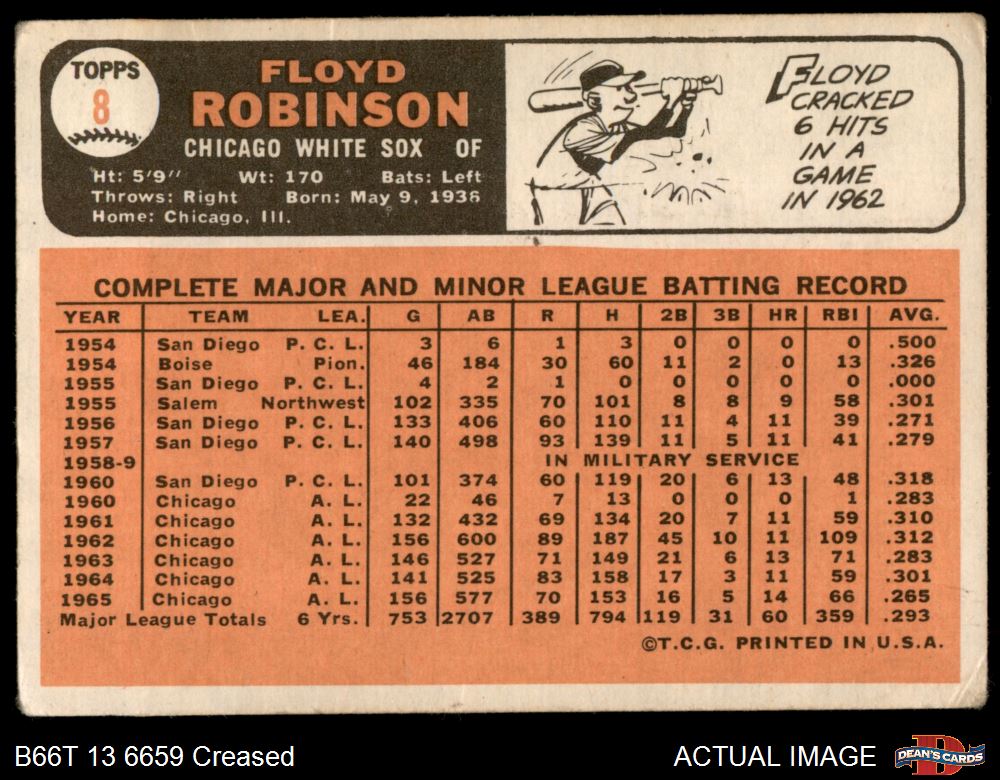 TOPPS
8
FLOYD
ROBINSON
CHICAGO WHITE SOX OF
Ht: 5'9" Wt: 170 Bats: Left
Throws: Right Born: May 9, 1936
Home: Chicago, Ill.
FLOYD
CRACKED
6 HITS
IN A
GAME
IN 1962
COMPLETE MAJOR AND MINOR LEAGUE BATTING RECORD
YEAR TEAM LEA. G AB R H 2B 3B HR RBI AVG.
1954 San Diego P. C. L. 3 6 1 3 0 0 0 0 .500
1954 Boise Pion. 46 184 30 60 11 2 0 13 .326
1955 San Diego P. C. L. 4 2 1 0 0 0 0 0 .000
1955 Salem Northwest 102 335 70 101 8 8 9 58 .301
1956 San Diego P. C. L. 133 406 60 110 11 4 11 39 .271
1957 San Diego P. C. L. 140 498 93 139 11 5 11 41 .279
1958-9 IN MILITARY SERVICE
1960 San Diego P. C. L. 101 374 60 119 20 6 13 48 .318
1960 Chicago A. L. 22 46 7 13 0 0 0 1 .283
1961 Chicago A. L. 132 432 69 134 20 7 11 59 .310
1962 Chicago A. L. 156 600 89 187 45 10 11 109 .312
1963 Chicago A. L. 146 527 71 149 21 6 13 71 .283
1964 Chicago A. L. 141 525 83 158 17 3 11 59 .301
1965 Chicago A. L. 156 577 70 153 16 5 14 66 .265
Major League Totals 6 Yrs. 753 2707 389 794 119 31 60 359 .293
©T.C.G. PRINTED IN U.S.A.
B66T 13 6659 Creased
ACTUAL IMAGE
DEAN'S CARDS